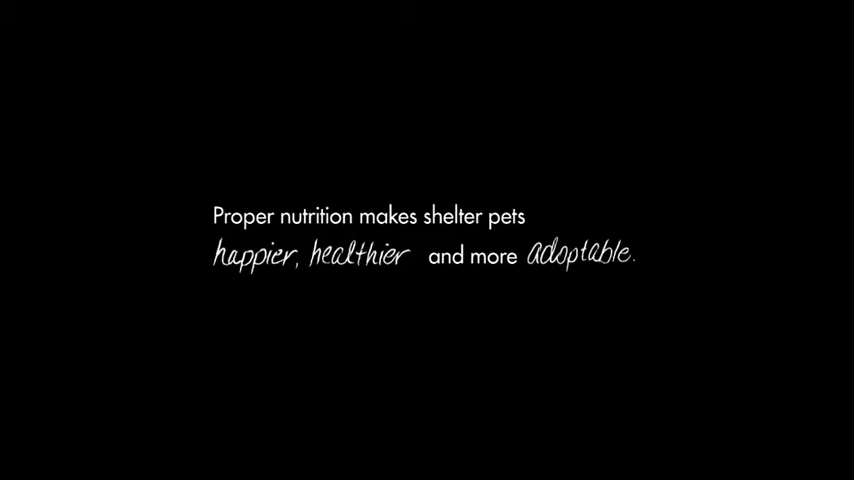 Proper nutrition makes shelter pets
happier, healthier and more adoptable.